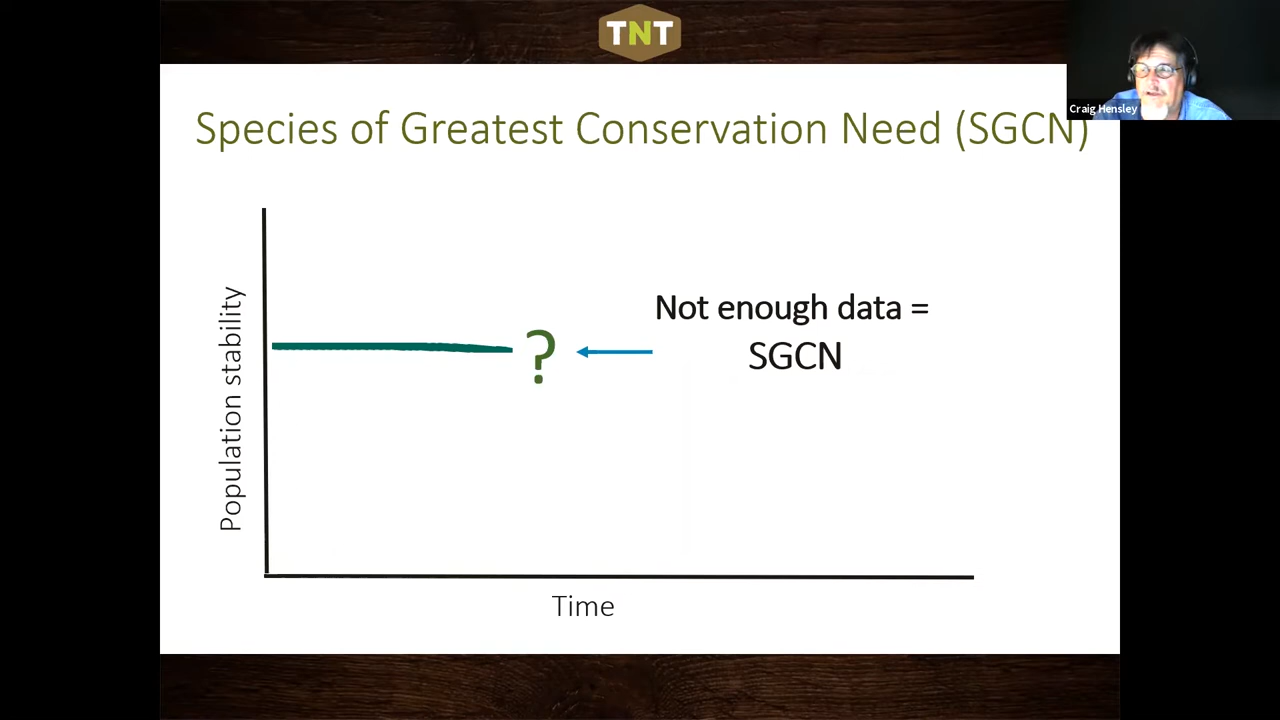 TNT
Craig Hensley
Species of Greatest Conservation Need (SGCN)
Population stability
?
Not enough data =
SGCN
Time